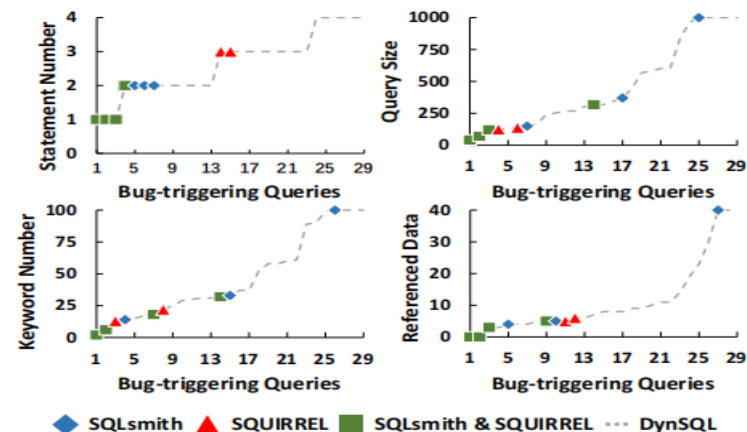 Statement Number
4
3
2
1
0
1 5 9 13 17 21 25 29
Bug-triggering Queries
Query Size
1000
750
500
250
0
1 5 9 13 17 21 25 29
Bug-triggering Queries
Keyword Number
100
75
50
25
0
1 5 9 13 17 21 25 29
Bug-triggering Queries
Referenced Data
40
30
20
10
0
1 5 9 13 17 21 25 29
Bug-triggering Queries
SQLsmith SQUIRREL SQLsmith & SQUIRREL DynSQL